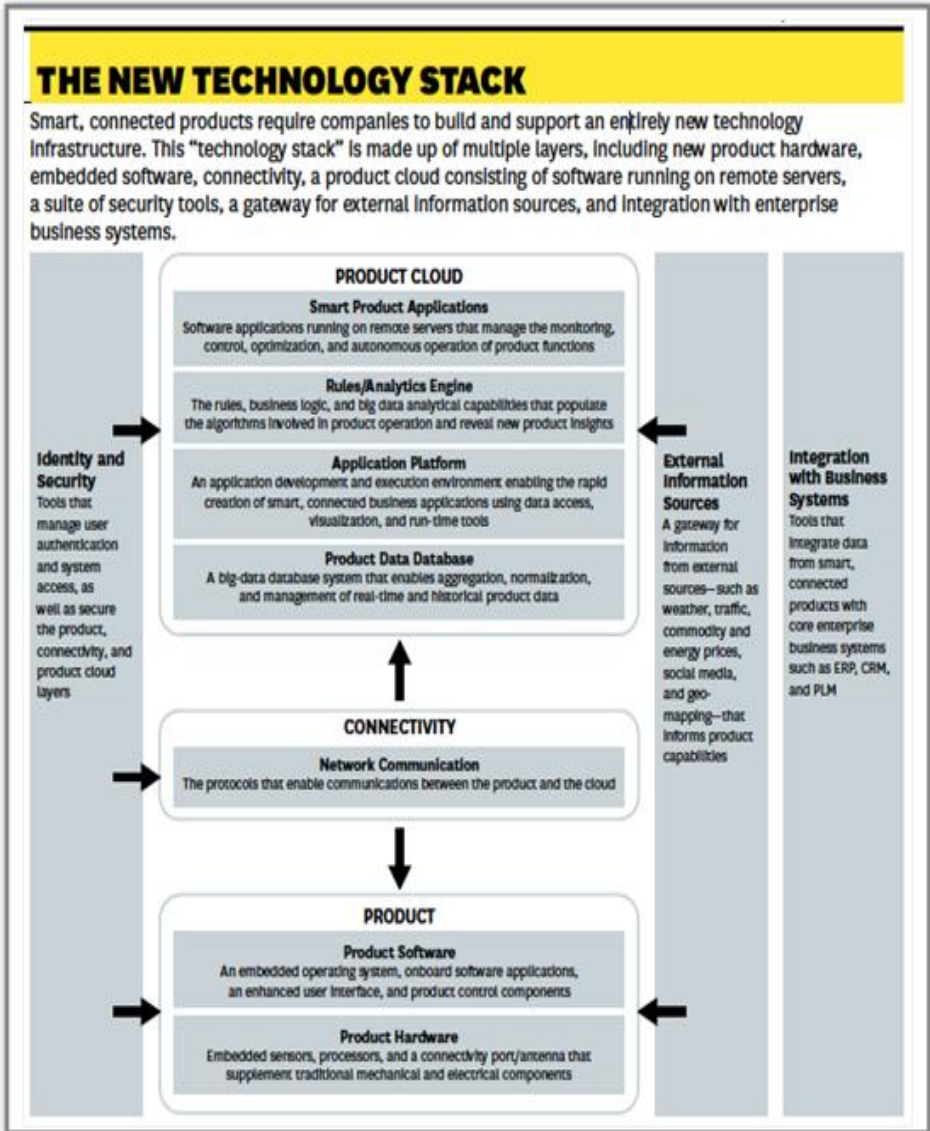 THE NEW TECHNOLOGY STACK
Smart, connected products require companies to build and support an entirely new technology
infrastructure. This “technology stack” is made up of multiple layers, including new product hardware,
embedded software, connectivity, a product cloud consisting of software running on remote servers,
a suite of security tools, a gateway for external information sources, and integration with enterprise
business systems.
PRODUCT CLOUD
Smart Product Applications
Software applications running on remote servers that manage the monitoring,
control, optimization, and autonomous operation of product functions
Rules/Analytics Engine
The rules, business logic, and big data analytical capabilities that populate
the algorithms involved in product operation and reveal new product insights
Application Platform
An application development and execution environment enabling the rapid
creation of smart, connected business applications using data access,
visualization, and run-time tools
Product Data Database
A big-data database system that enables aggregation, normalization,
and management of real-time and historical product data
CONNECTIVITY
Network Communication
The protocols that enable communications between the product and the cloud
PRODUCT
Product Software
An embedded operating system, onboard software applications,
an enhanced user interface, and product control components
Product Hardware
Embedded sensors, processors, and a connectivity port/antenna that
supplement traditional mechanical and electrical components
Identity and
Security
Tools that
manage user
authentication
and system
access, as
well as secure
the product,
connectivity, and
product cloud
layers
External
Information
Sources
A gateway for
information
from external
sources—such as
weather, traffic,
commodity and
energy prices,
social media,
and geo-
mapping—that
informs product
capabilities
Integration
with Business
Systems
Tools that
integrate data
from smart,
connected
products with
core enterprise
business systems
such as ERP, CRM,
and PLM